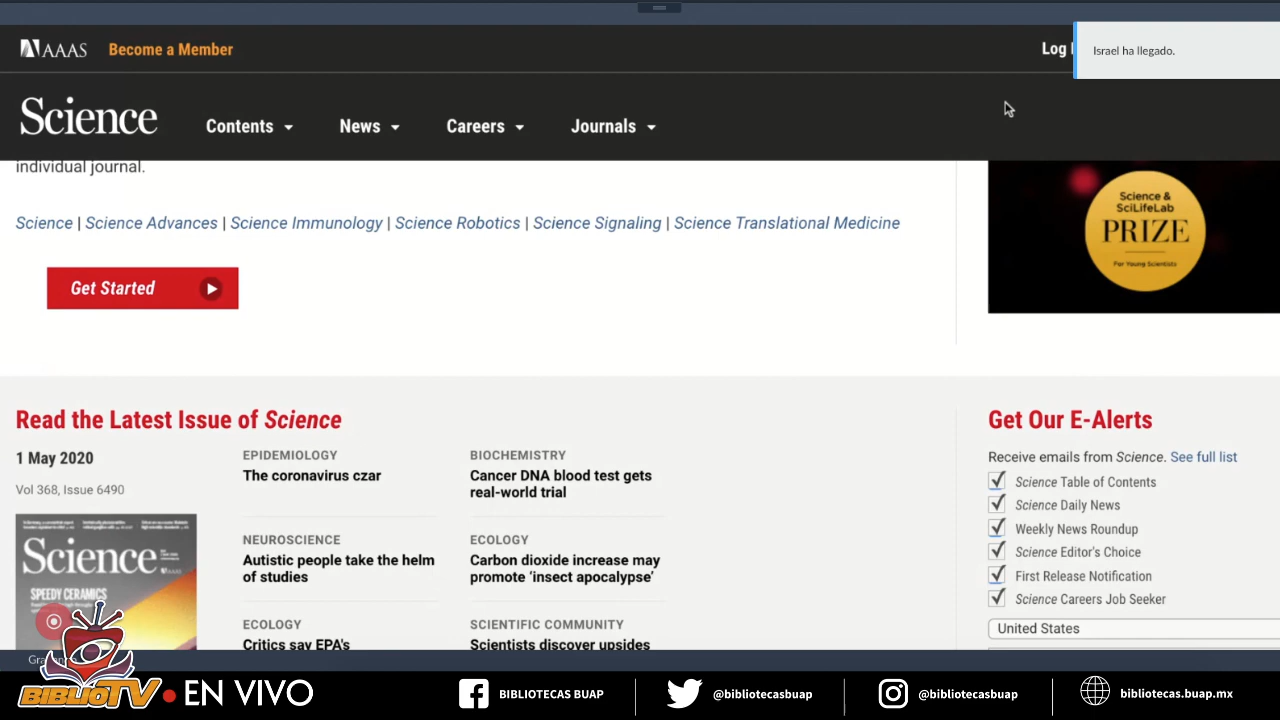 AAAS Become a Member Log
Israel ha llegado.
Science Contents News Careers Journals
individual journal.
Science | Science Advances | Science Immunology | Science Robotics | Science Signaling | Science Translational Medicine
Get Started
Science &
SciLifeLab
PRIZE
For Young Scientists
Read the Latest Issue of Science
1 May 2020
Vol 368, Issue 6490
Science
AAAS
SPEEDY CERAMICS
EPIDEMIOLOGY
The coronavirus czar
BIOCHEMISTRY
Cancer DNA blood test gets
real-world trial
NEUROSCIENCE
Autistic people take the helm
of studies
ECOLOGY
Carbon dioxide increase may
promote ‘insect apocalypse’
ECOLOGY
Critics say EPA's
SCIENTIFIC COMMUNITY
Scientists discover upsides
Get Our E-Alerts
Receive emails from Science. See full list
Science Table of Contents
Science Daily News
Weekly News Roundup
Science Editor's Choice
First Release Notification
Science Careers Job Seeker
United States
BIBLIOTV EN VIVO
BIBLIOTECAS BUAP
@bibliotecasbuap
@bibliotecasbuap
bibliotecas.buap.mx